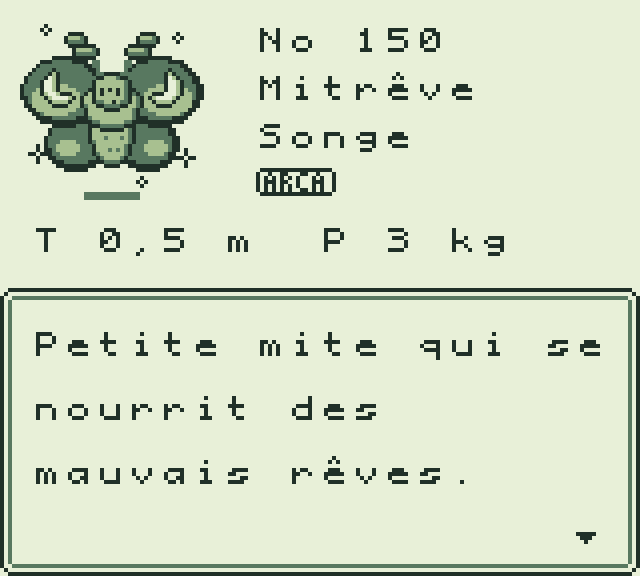 No 150
Mitrêve
Songe
ARCA
T 0,5 m P 3 kg
Petite mite qui se
nourrit des
mauvais rêves.